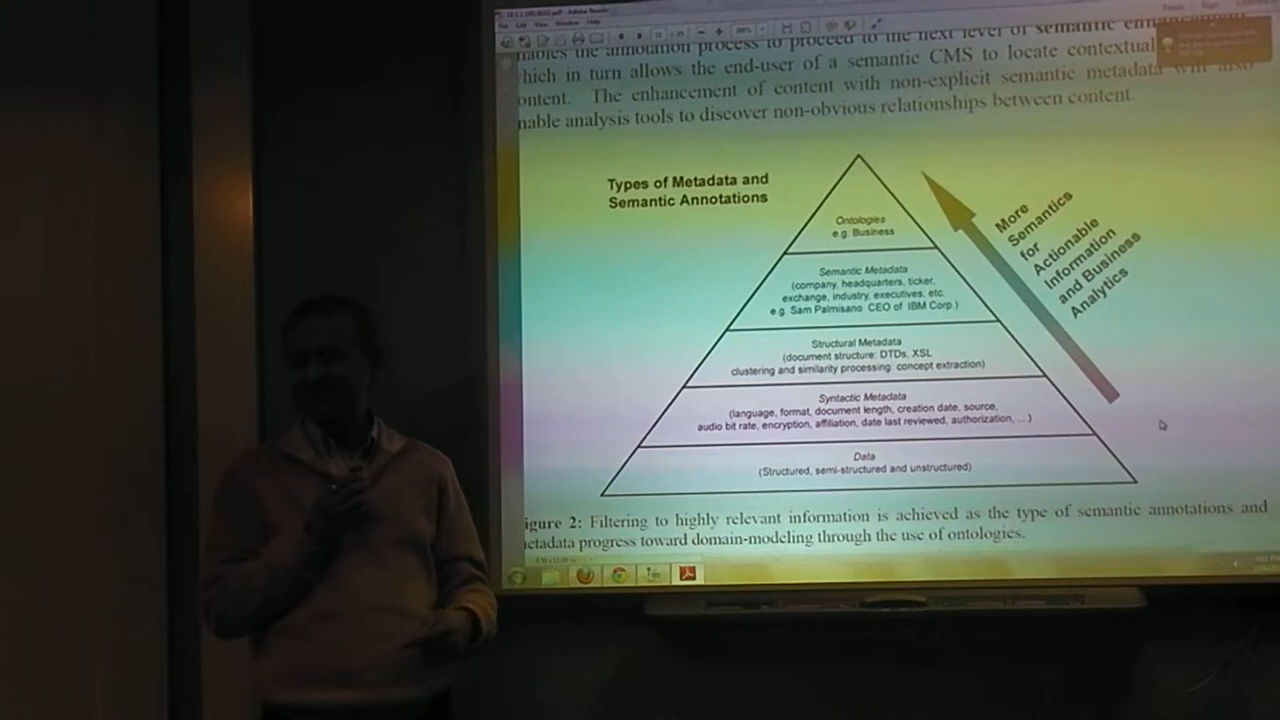 File Edit View Window Help
nables the annotation process to proceed to the next level of semantic
hich in turn allows the end-user of a semantic CMS to locate contextual
ontent. The enhancement of content with non-explicit semantic metadata will also
nable analysis tools to discover non-obvious relationships between content.
Types of Metadata and
Semantic Annotations
Ontologies
e.g. Business
Semantic Metadata
(company, headquarters, ticker,
exchange, industry, executives, etc.
e.g. Sam Palmisano CEO of IBM Corp.)
Structural Metadata
(document structure: DTDs, XSL
clustering and similarity processing: concept extraction)
Syntactic Metadata
(language, format, document length, creation date, source,
audio bit rate, encryption, affiliation, date last reviewed, authorization, ...)
Data
(Structured, semi-structured and unstructured)
More
Semantics
for
Actionable
Information
and Business
Analytics
igure 2: Filtering to highly relevant information is achieved as the type of semantic annotations and
etadata progress toward domain-modeling through the use of ontologies.